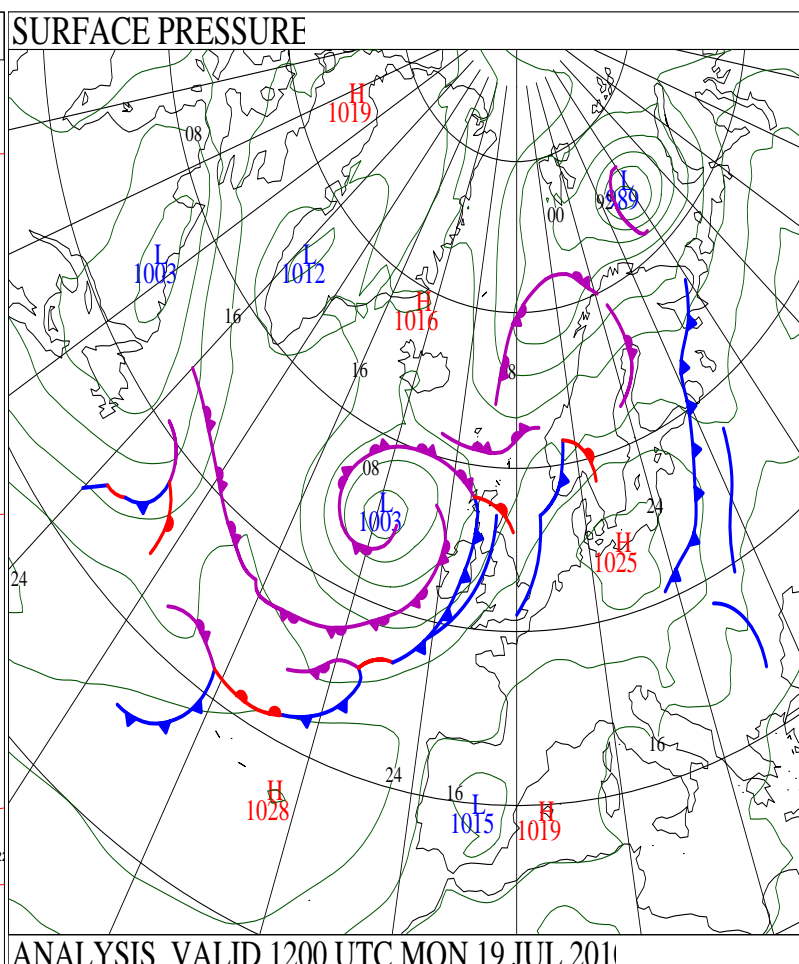 SURFACE PRESSURE
H
1019
08
L
989
92
00
L
1003
L
1012
H
1016
16
16
8
08
L
1003
24
H
1025
24
16
H
1028
24
16
L
1015
H
1019
ANALYSIS VALID 1200 UTC MON 19 JUL 201